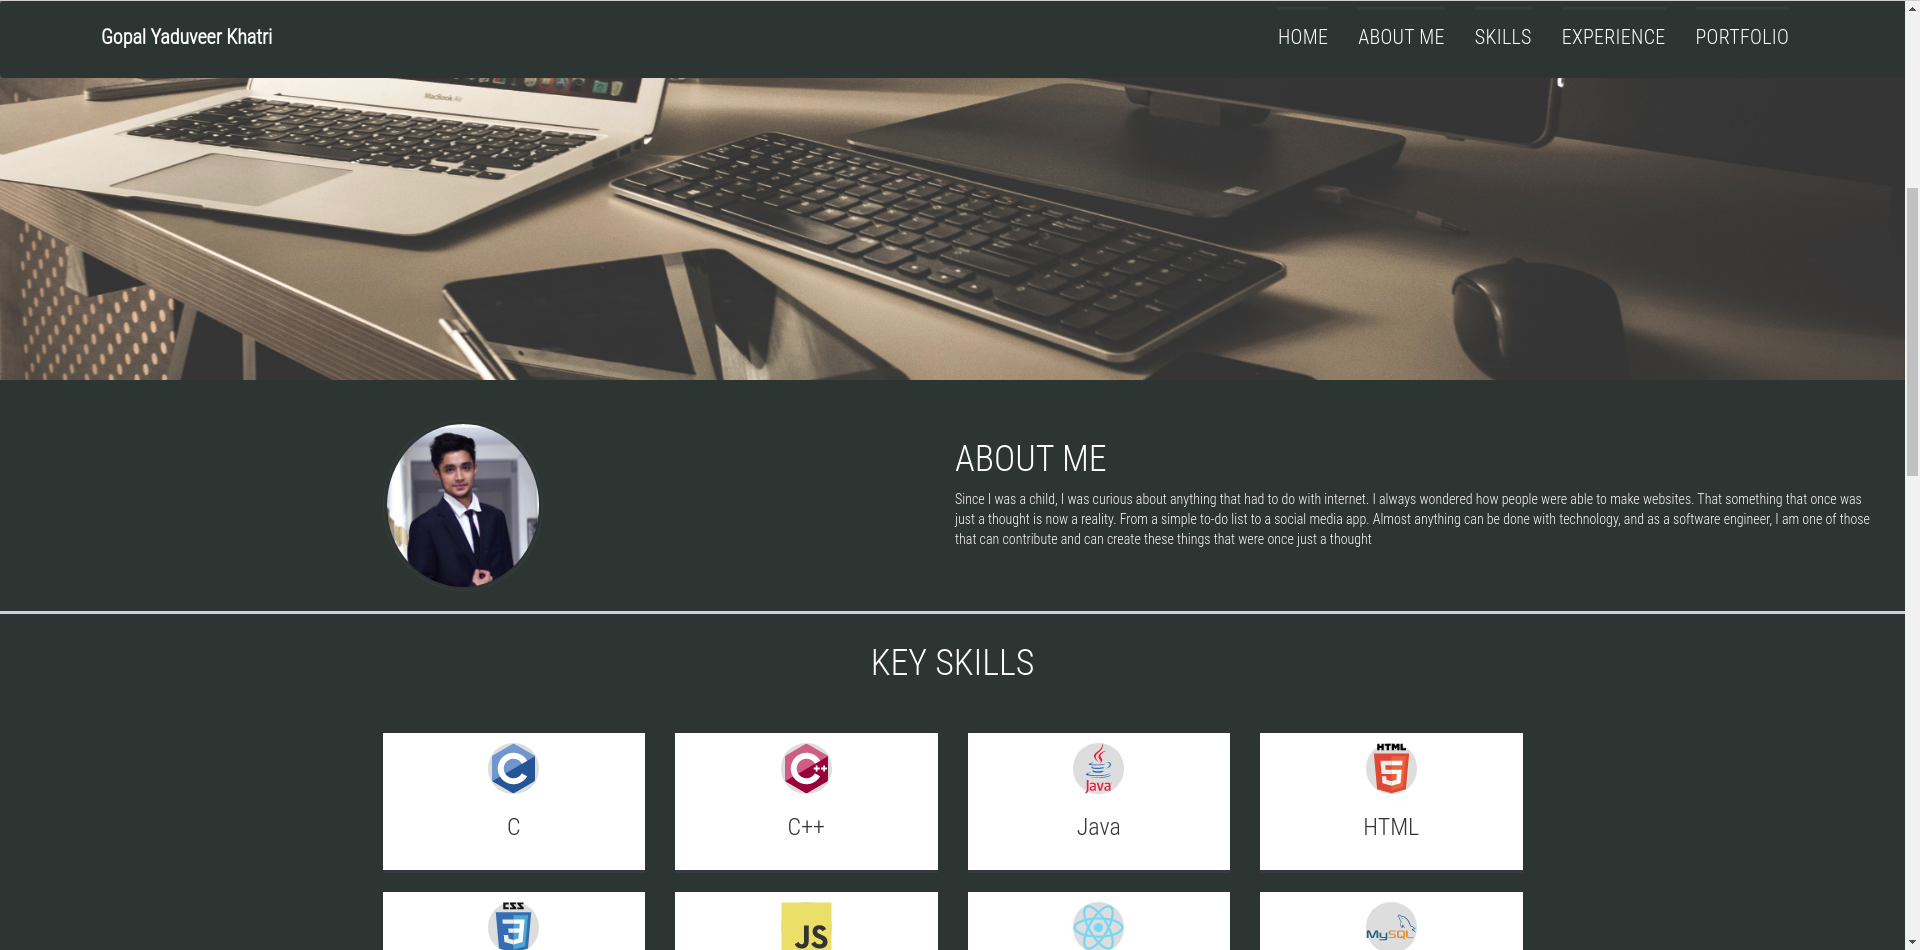 Gopal Yaduveer Khatri
HOME
ABOUT ME
SKILLS
EXPERIENCE
PORTFOLIO
MacBook Air
ABOUT ME
Since I was a child, I was curious about anything that had to do with internet. I always wondered how people were able to make websites. That something that once was
just a thought is now a reality. From a simple to-do list to a social media app. Almost anything can be done with technology, and as a software engineer, I am one of those
that can contribute and can create these things that were once just a thought
KEY SKILLS
C
C++
Java
HTML
5
C
C++
Java
HTML
CSS
3
JS
MySQL